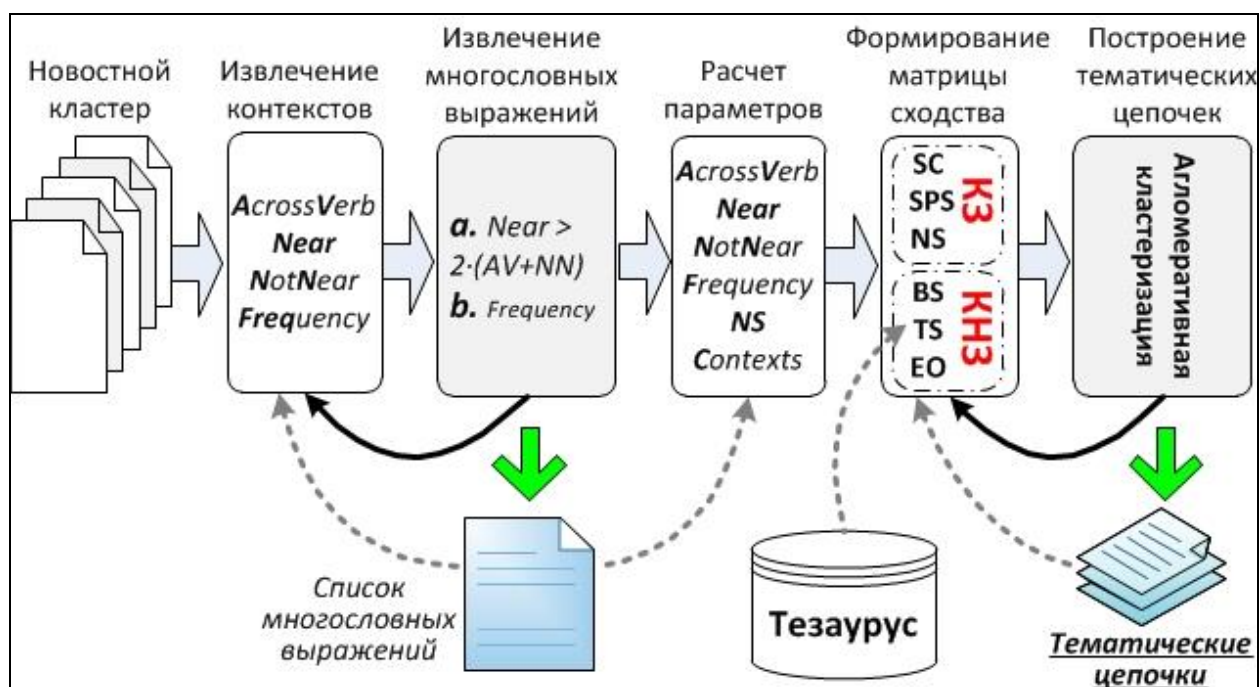 Новостной
кластер
Извлечение
контекстов
AcrossVerb
Near
NotNear
Frequency
Извлечение
многословных
выражений
a. Near >
2·(AV+NN)
b. Frequency
Расчет
параметров
AcrossVerb
Near
NotNear
Frequency
NS
Contexts
Формирование
матрицы
сходства
SC
SPS
NS
КЗ
BS
TS
EO
КНЗ
Построение
тематических
цепочек
Агломеративная
кластеризация
Список
многословных
выражений
Тезаурус
Тематические
цепочки